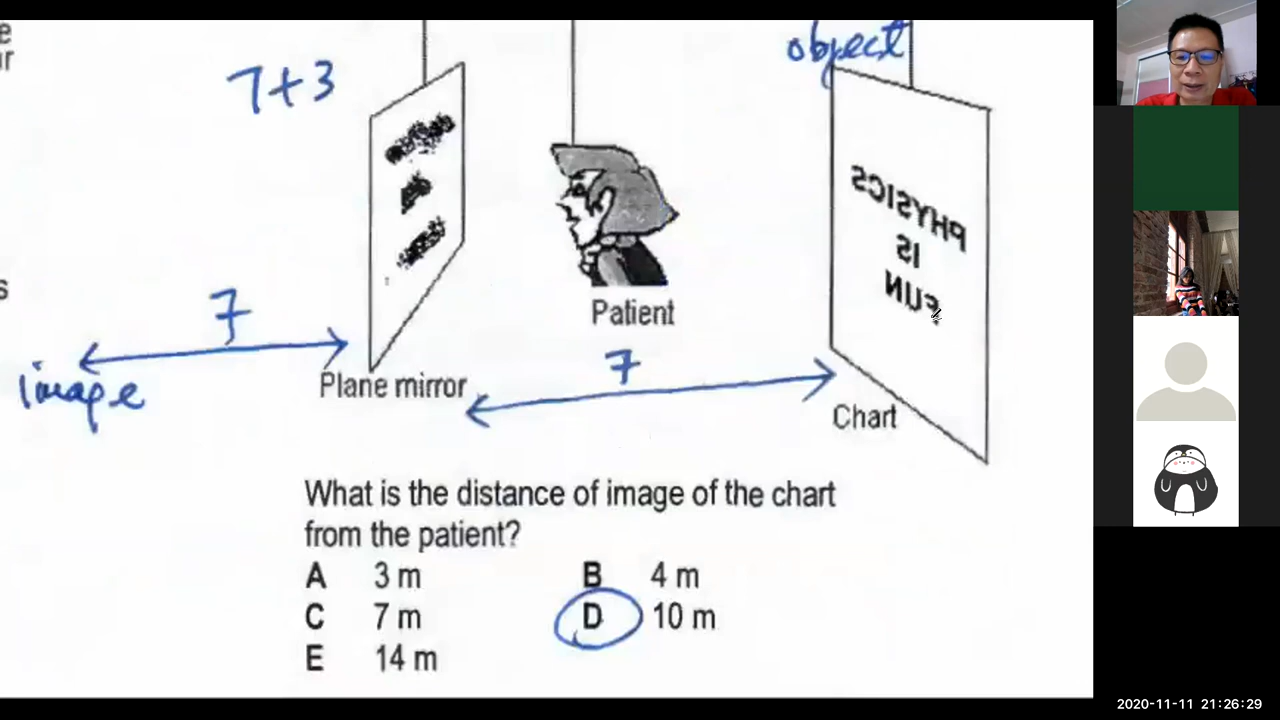 e
r
7+3
object
PHYSICS
IS
FUN
7
Patient
s
7
image
Plane mirror
Chart
What is the distance of image of the chart
from the patient?
A 3 m B 4 m
C 7 m D 10 m
E 14 m
2020-11-11 21:26:29